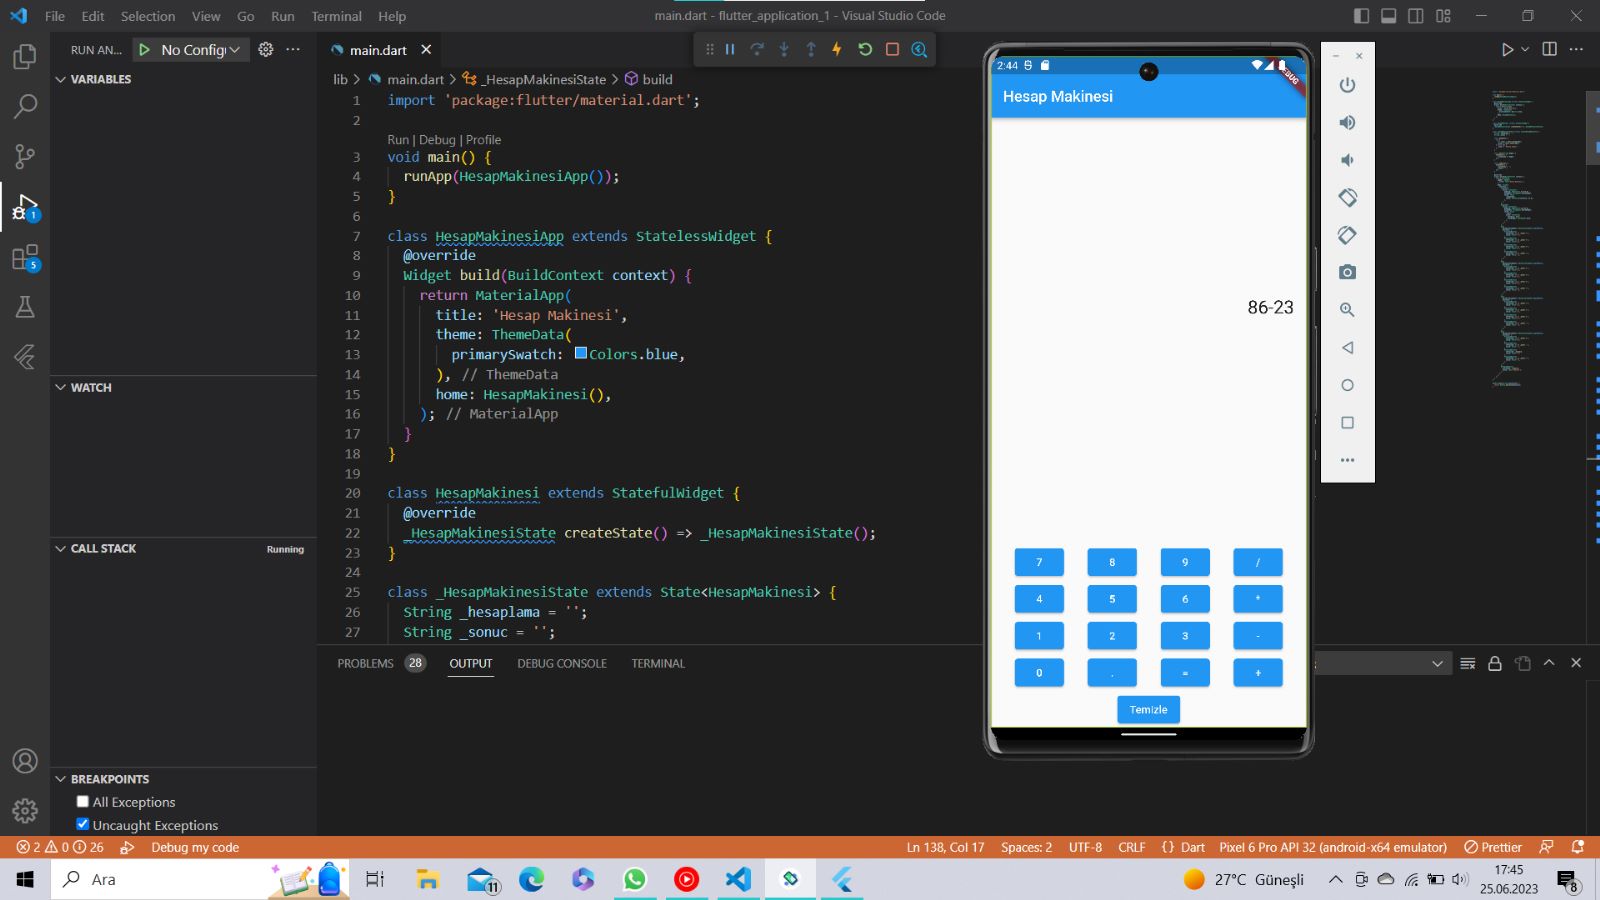 File Edit Selection View Go Run Terminal Help
main.dart - flutter_application_1 - Visual Studio Code
RUN AN... No Config
main.dart
lib > main.dart > _HesapMakinesiState > build
VARIABLES
WATCH
CALL STACK Running
BREAKPOINTS
All Exceptions
Uncaught Exceptions
1
5
1 import 'package:flutter/material.dart';
2
Run | Debug | Profile
3 void main() {
4 runApp(HesapMakinesiApp());
5 }
6
7 class HesapMakinesiApp extends StatelessWidget {
8 @override
9 Widget build(BuildContext context) {
10 return MaterialApp(
11 title: 'Hesap Makinesi',
12 theme: ThemeData(
13 primarySwatch: Colors.blue,
14 ), // ThemeData
15 home: HesapMakinesi(),
16 ); // MaterialApp
17 }
18 }
19
20 class HesapMakinesi extends StatefulWidget {
21 @override
22 _HesapMakinesiState createState() => _HesapMakinesiState();
23 }
24
25 class _HesapMakinesiState extends State<HesapMakinesi> {
26 String _hesaplama = '';
27 String _sonuc = '';
PROBLEMS 28 OUTPUT DEBUG CONSOLE TERMINAL
2:44
Hesap Makinesi
86-23
7 8 9 /
4 5 6 *
1 2 3 -
0 . = +
Temizle
2 0 26 Debug my code
Ln 138, Col 17 Spaces: 2 UTF-8 CRLF {} Dart Pixel 6 Pro API 32 (android-x64 emulator) Prettier
Ara
11
27°C Güneşli
17:45
25.06.2023
8